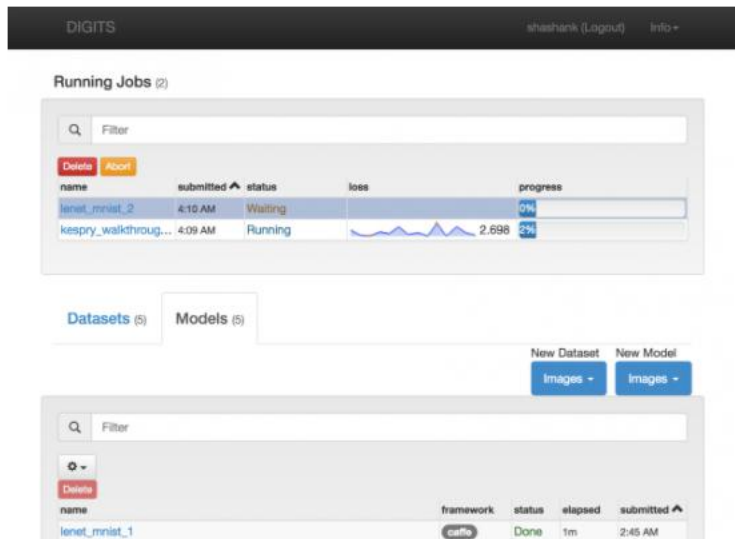 DIGITS shashank (Logout) Info
Running Jobs (2)
Filter
Delete Abort
name submitted status loss progress
lenet_mnist_2 4:10 AM Waiting 0%
kespry_walkthroug... 4:09 AM Running 2.698 2%
Datasets (5) Models (5)
New Dataset New Model
Images Images
Filter
Delete
name framework status elapsed submitted
lenet_mnist_1 caffe Done 1m 2:45 AM